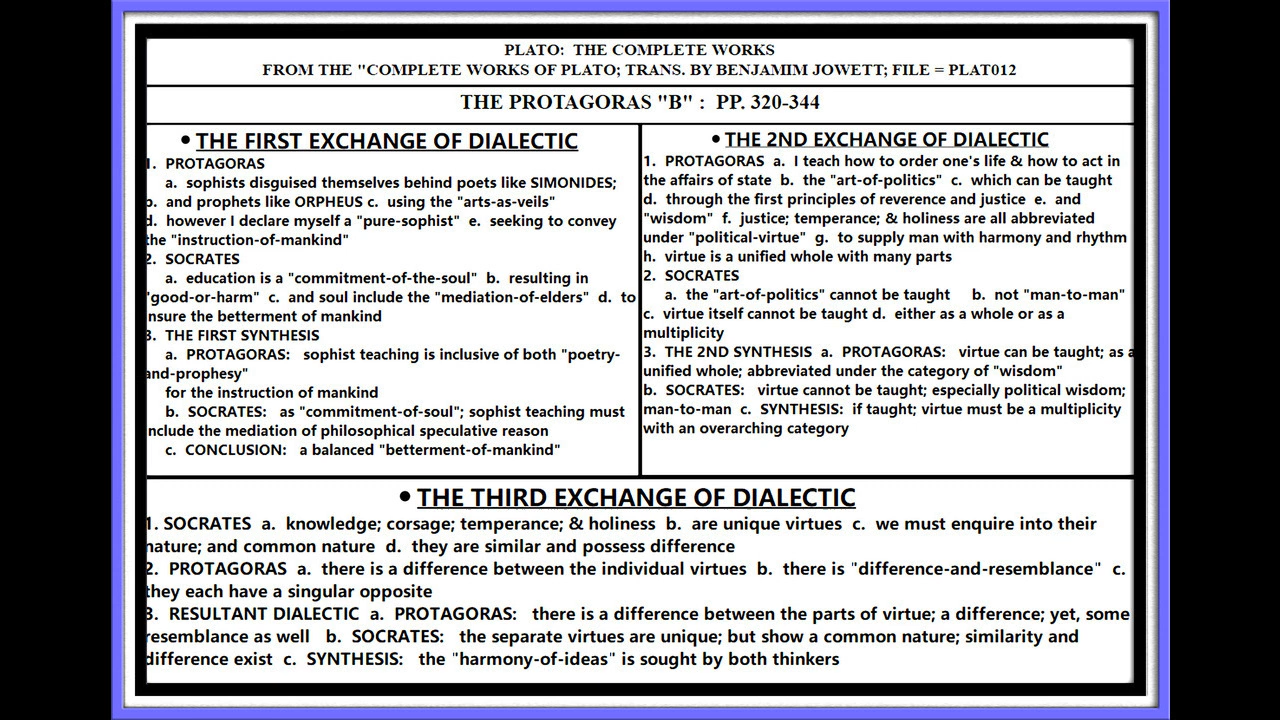 PLATO: THE COMPLETE WORKS
FROM THE "COMPLETE WORKS OF PLATO; TRANS. BY BENJAMIM JOWETT; FILE = PLAT012
THE PROTAGORAS "B" : PP. 320-344
• THE FIRST EXCHANGE OF DIALECTIC
1. PROTAGORAS
a. sophists disguised themselves behind poets like SIMONIDES;
b. and prophets like ORPHEUS c. using the "arts-as-veils"
d. however I declare myself a "pure-sophist" e. seeking to convey
the "instruction-of-mankind"
2. SOCRATES
a. education is a "commitment-of-the-soul" b. resulting in
"good-or-harm" c. and soul include the "mediation-of-elders" d. to
insure the betterment of mankind
3. THE FIRST SYNTHESIS
a. PROTAGORAS: sophist teaching is inclusive of both "poetry-
and-prophesy"
for the instruction of mankind
b. SOCRATES: as "commitment-of-soul"; sophist teaching must
include the mediation of philosophical speculative reason
c. CONCLUSION: a balanced "betterment-of-mankind"
• THE 2ND EXCHANGE OF DIALECTIC
1. PROTAGORAS a. I teach how to order one's life & how to act in
the affairs of state b. the "art-of-politics" c. which can be taught
d. through the first principles of reverence and justice e. and
"wisdom" f. justice; temperance; & holiness are all abbreviated
under "political-virtue" g. to supply man with harmony and rhythm
h. virtue is a unified whole with many parts
2. SOCRATES
a. the "art-of-politics" cannot be taught b. not "man-to-man"
c. virtue itself cannot be taught d. either as a whole or as a
multiplicity
3. THE 2ND SYNTHESIS a. PROTAGORAS: virtue can be taught; as a
unified whole; abbreviated under the category of "wisdom"
b. SOCRATES: virtue cannot be taught; especially political wisdom;
man-to-man c. SYNTHESIS: if taught; virtue must be a multiplicity
with an overarching category
• THE THIRD EXCHANGE OF DIALECTIC
1. SOCRATES a. knowledge; corsage; temperance; & holiness b. are unique virtues c. we must enquire into their
nature; and common nature d. they are similar and possess difference
2. PROTAGORAS a. there is a difference between the individual virtues b. there is "difference-and-resemblance" c.
they each have a singular opposite
3. RESULTANT DIALECTIC a. PROTAGORAS: there is a difference between the parts of virtue; a difference; yet, some
resemblance as well b. SOCRATES: the separate virtues are unique; but show a common nature; similarity and
difference exist c. SYNTHESIS: the "harmony-of-ideas" is sought by both thinkers